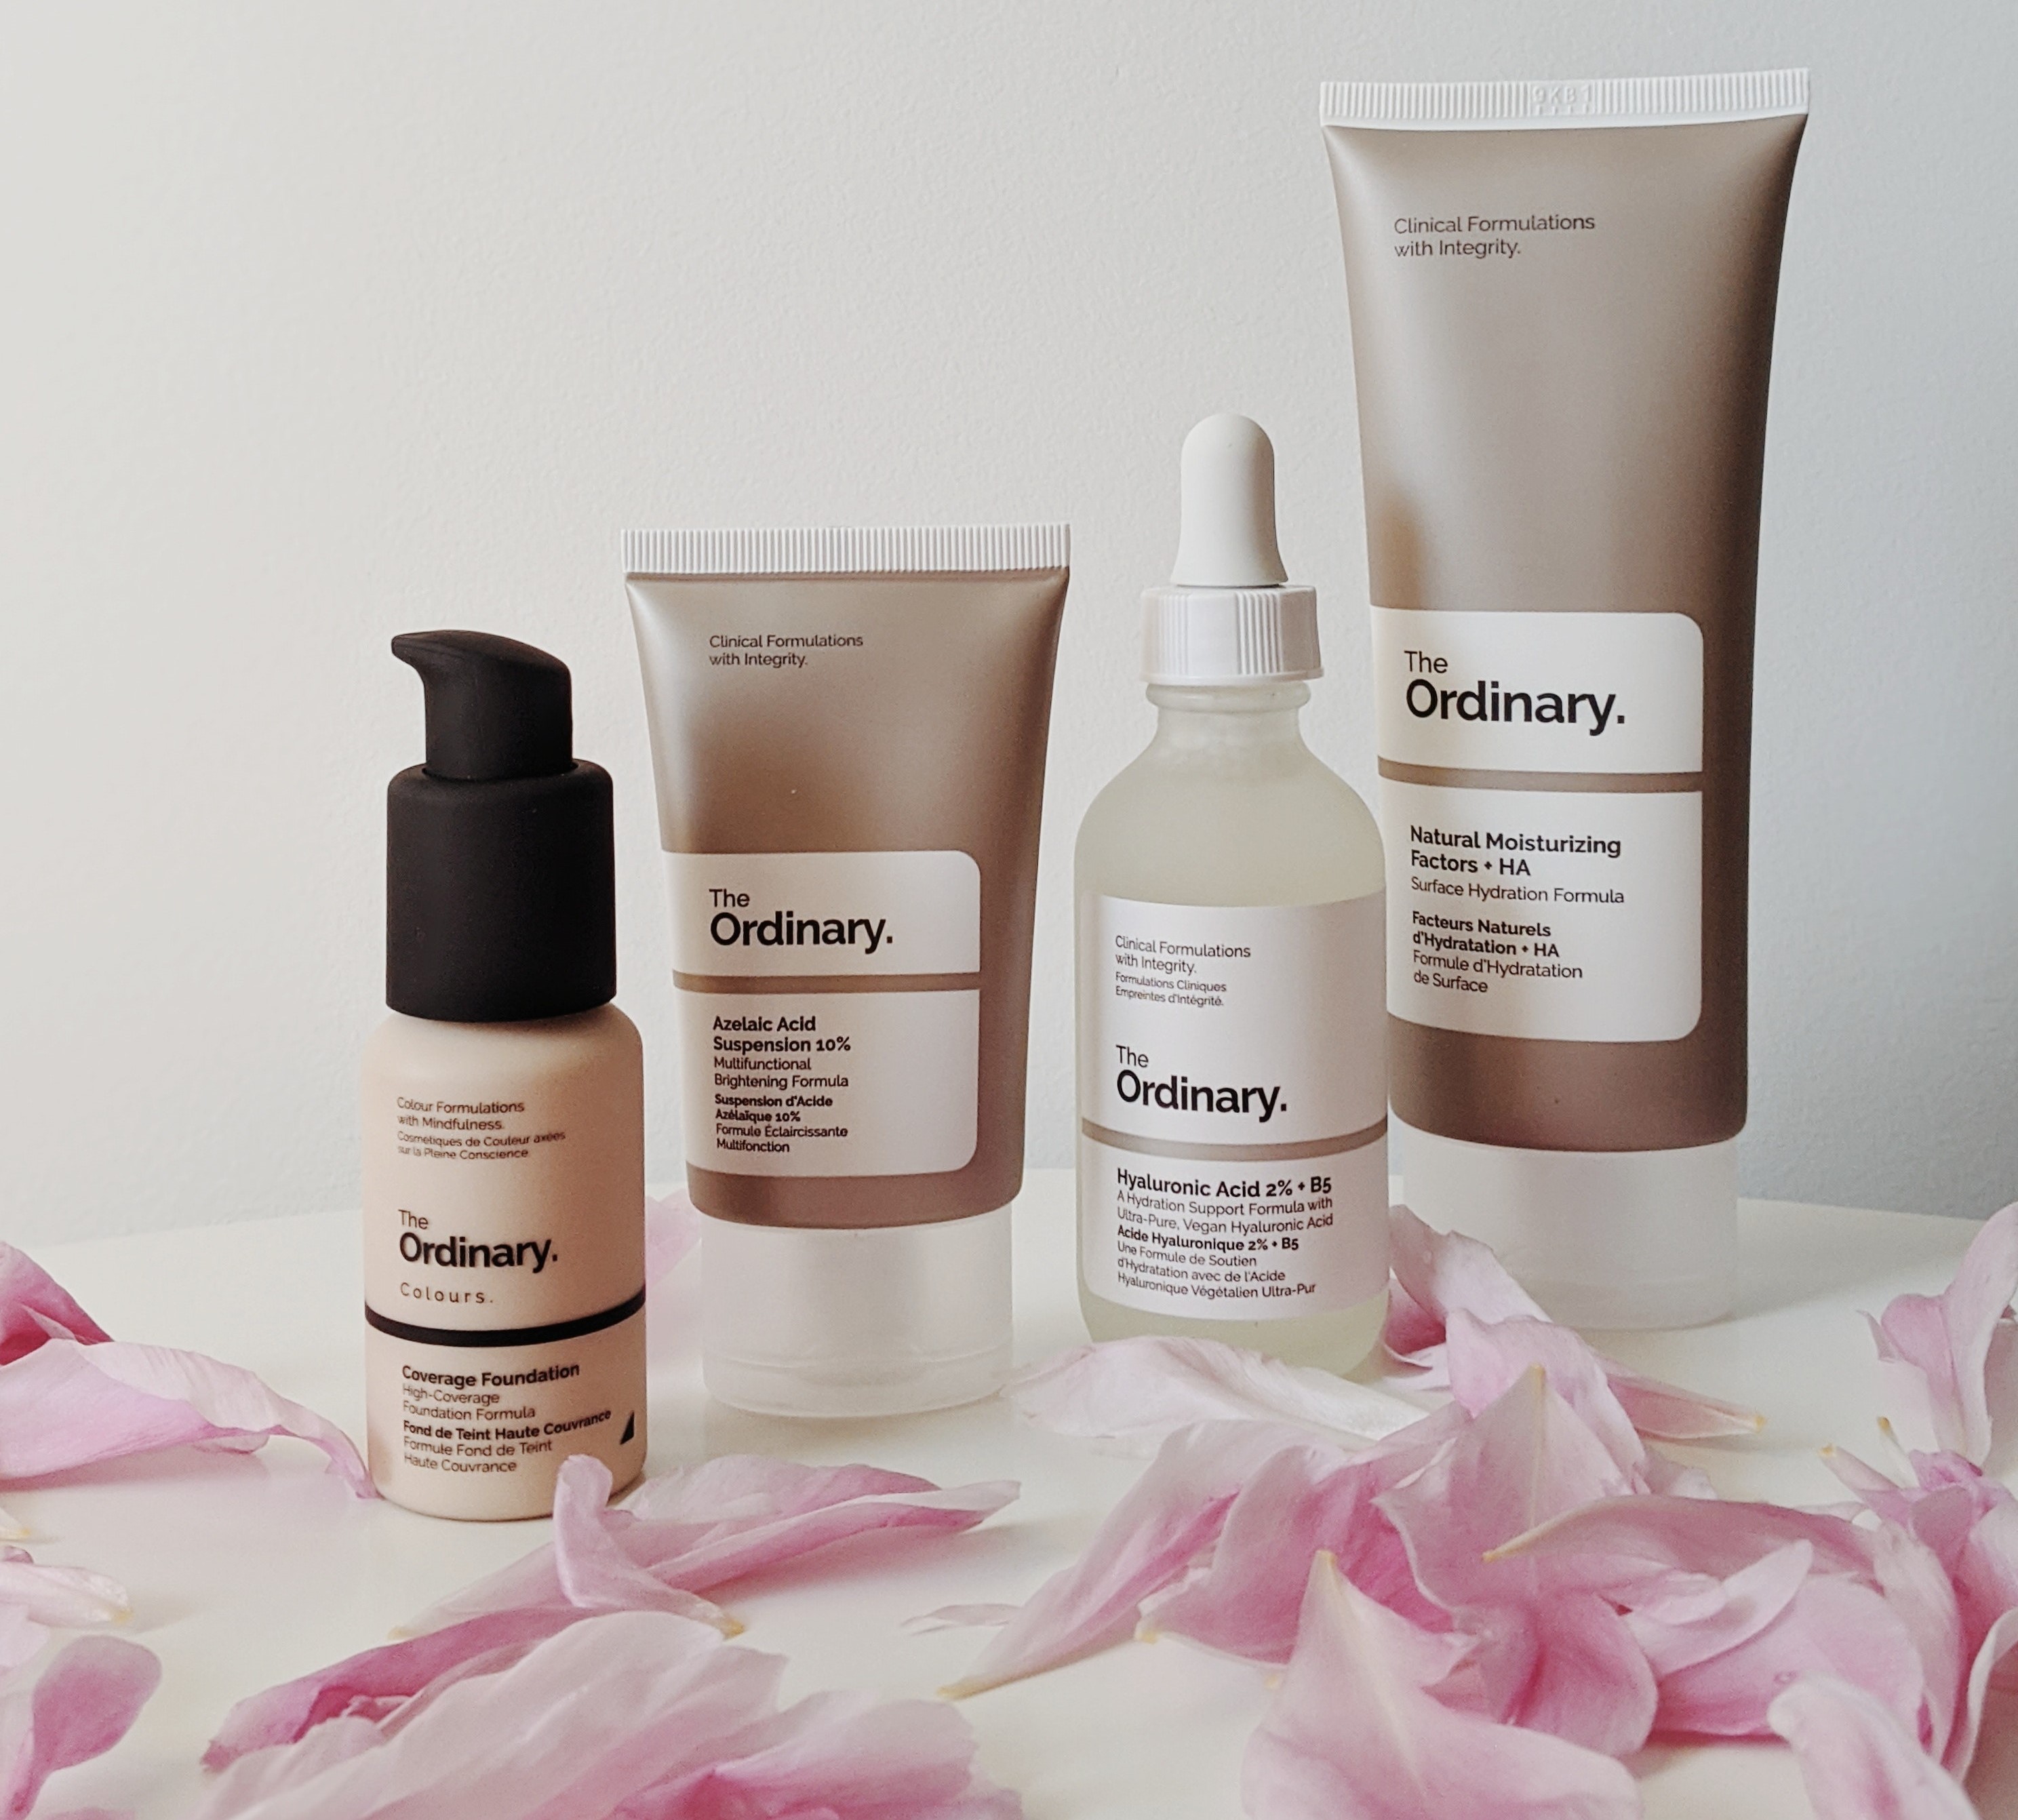 Colour Formulations
with Mindfulness.
Cosmetiques de Couleur axées
sur la Pleine Conscience.
The
Ordinary.
Colours.
Coverage Foundation
High-Coverage
Foundation Formula
Fond de Teint Haute Couvrance
Formule Fond de Teint
Haute Couvrance
Clinical Formulations
with Integrity.
The
Ordinary.
Azelaic Acid
Suspension 10%
Multifunctional
Brightening Formula
Suspension d'Acide
Azélaïque 10%
Formule Éclaircissante
Multifonction
Clinical Formulations
with Integrity.
Formulations Cliniques
Empreintes d'Intégrité.
The
Ordinary.
Hyaluronic Acid 2% + B5
A Hydration Support Formula with
Ultra-Pure, Vegan Hyaluronic Acid
Acide Hyaluronique 2% + B5
Une Formule de Soutien
d'Hydratation avec de l'Acide
Hyaluronique Végétalien Ultra-Pur
9KB1
Clinical Formulations
with Integrity.
The
Ordinary.
Natural Moisturizing
Factors + HA
Surface Hydration Formula
Facteurs Naturels
d'Hydratation + HA
Formule d'Hydratation
de Surface